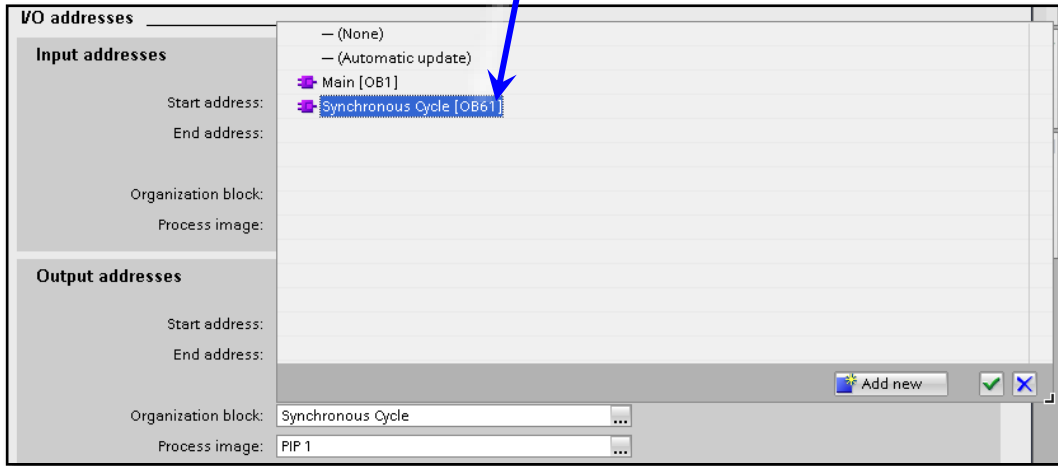 I/O addresses
— (None)
Input addresses
— (Automatic update)
Main [OB1]
Start address:
Synchronous Cycle [OB61]
End address:
Organization block:
Process image:
Output addresses
Start address:
End address:
Add new
Organization block: Synchronous Cycle ...
Process image: PIP 1 ...